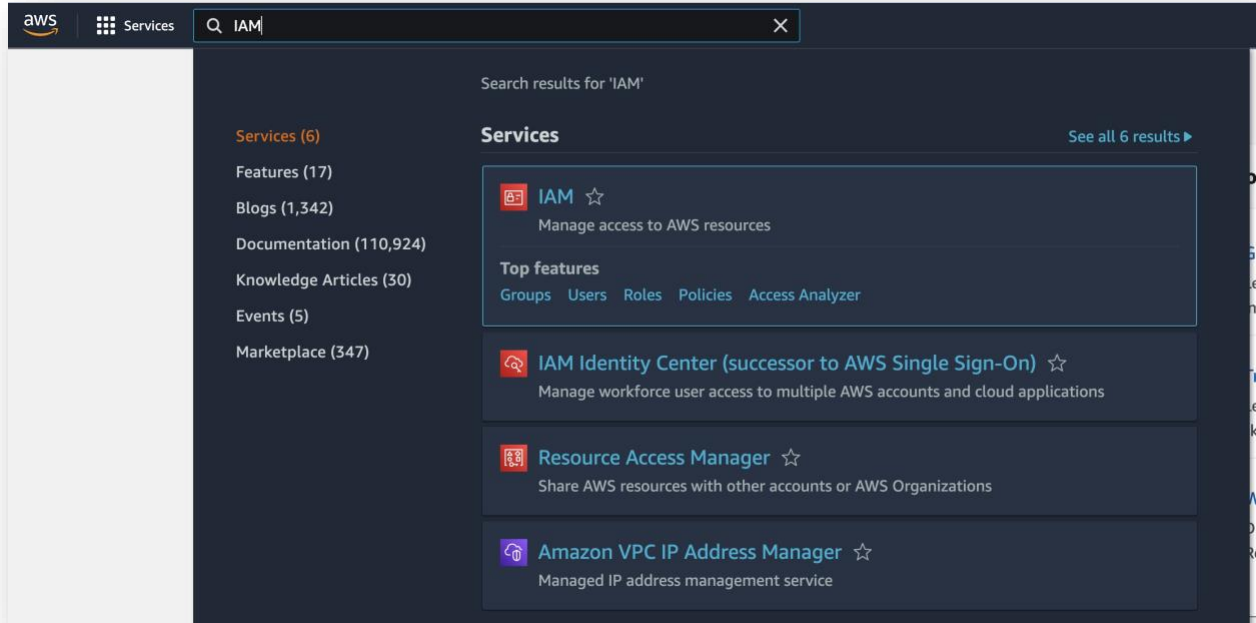 aws
Services
IAM
Search results for 'IAM'
Services (6)
Features (17)
Blogs (1,342)
Documentation (110,924)
Knowledge Articles (30)
Events (5)
Marketplace (347)
Services
See all 6 results
IAM
Manage access to AWS resources
Top features
Groups Users Roles Policies Access Analyzer
IAM Identity Center (successor to AWS Single Sign-On)
Manage workforce user access to multiple AWS accounts and cloud applications
Resource Access Manager
Share AWS resources with other accounts or AWS Organizations
Amazon VPC IP Address Manager
Managed IP address management service